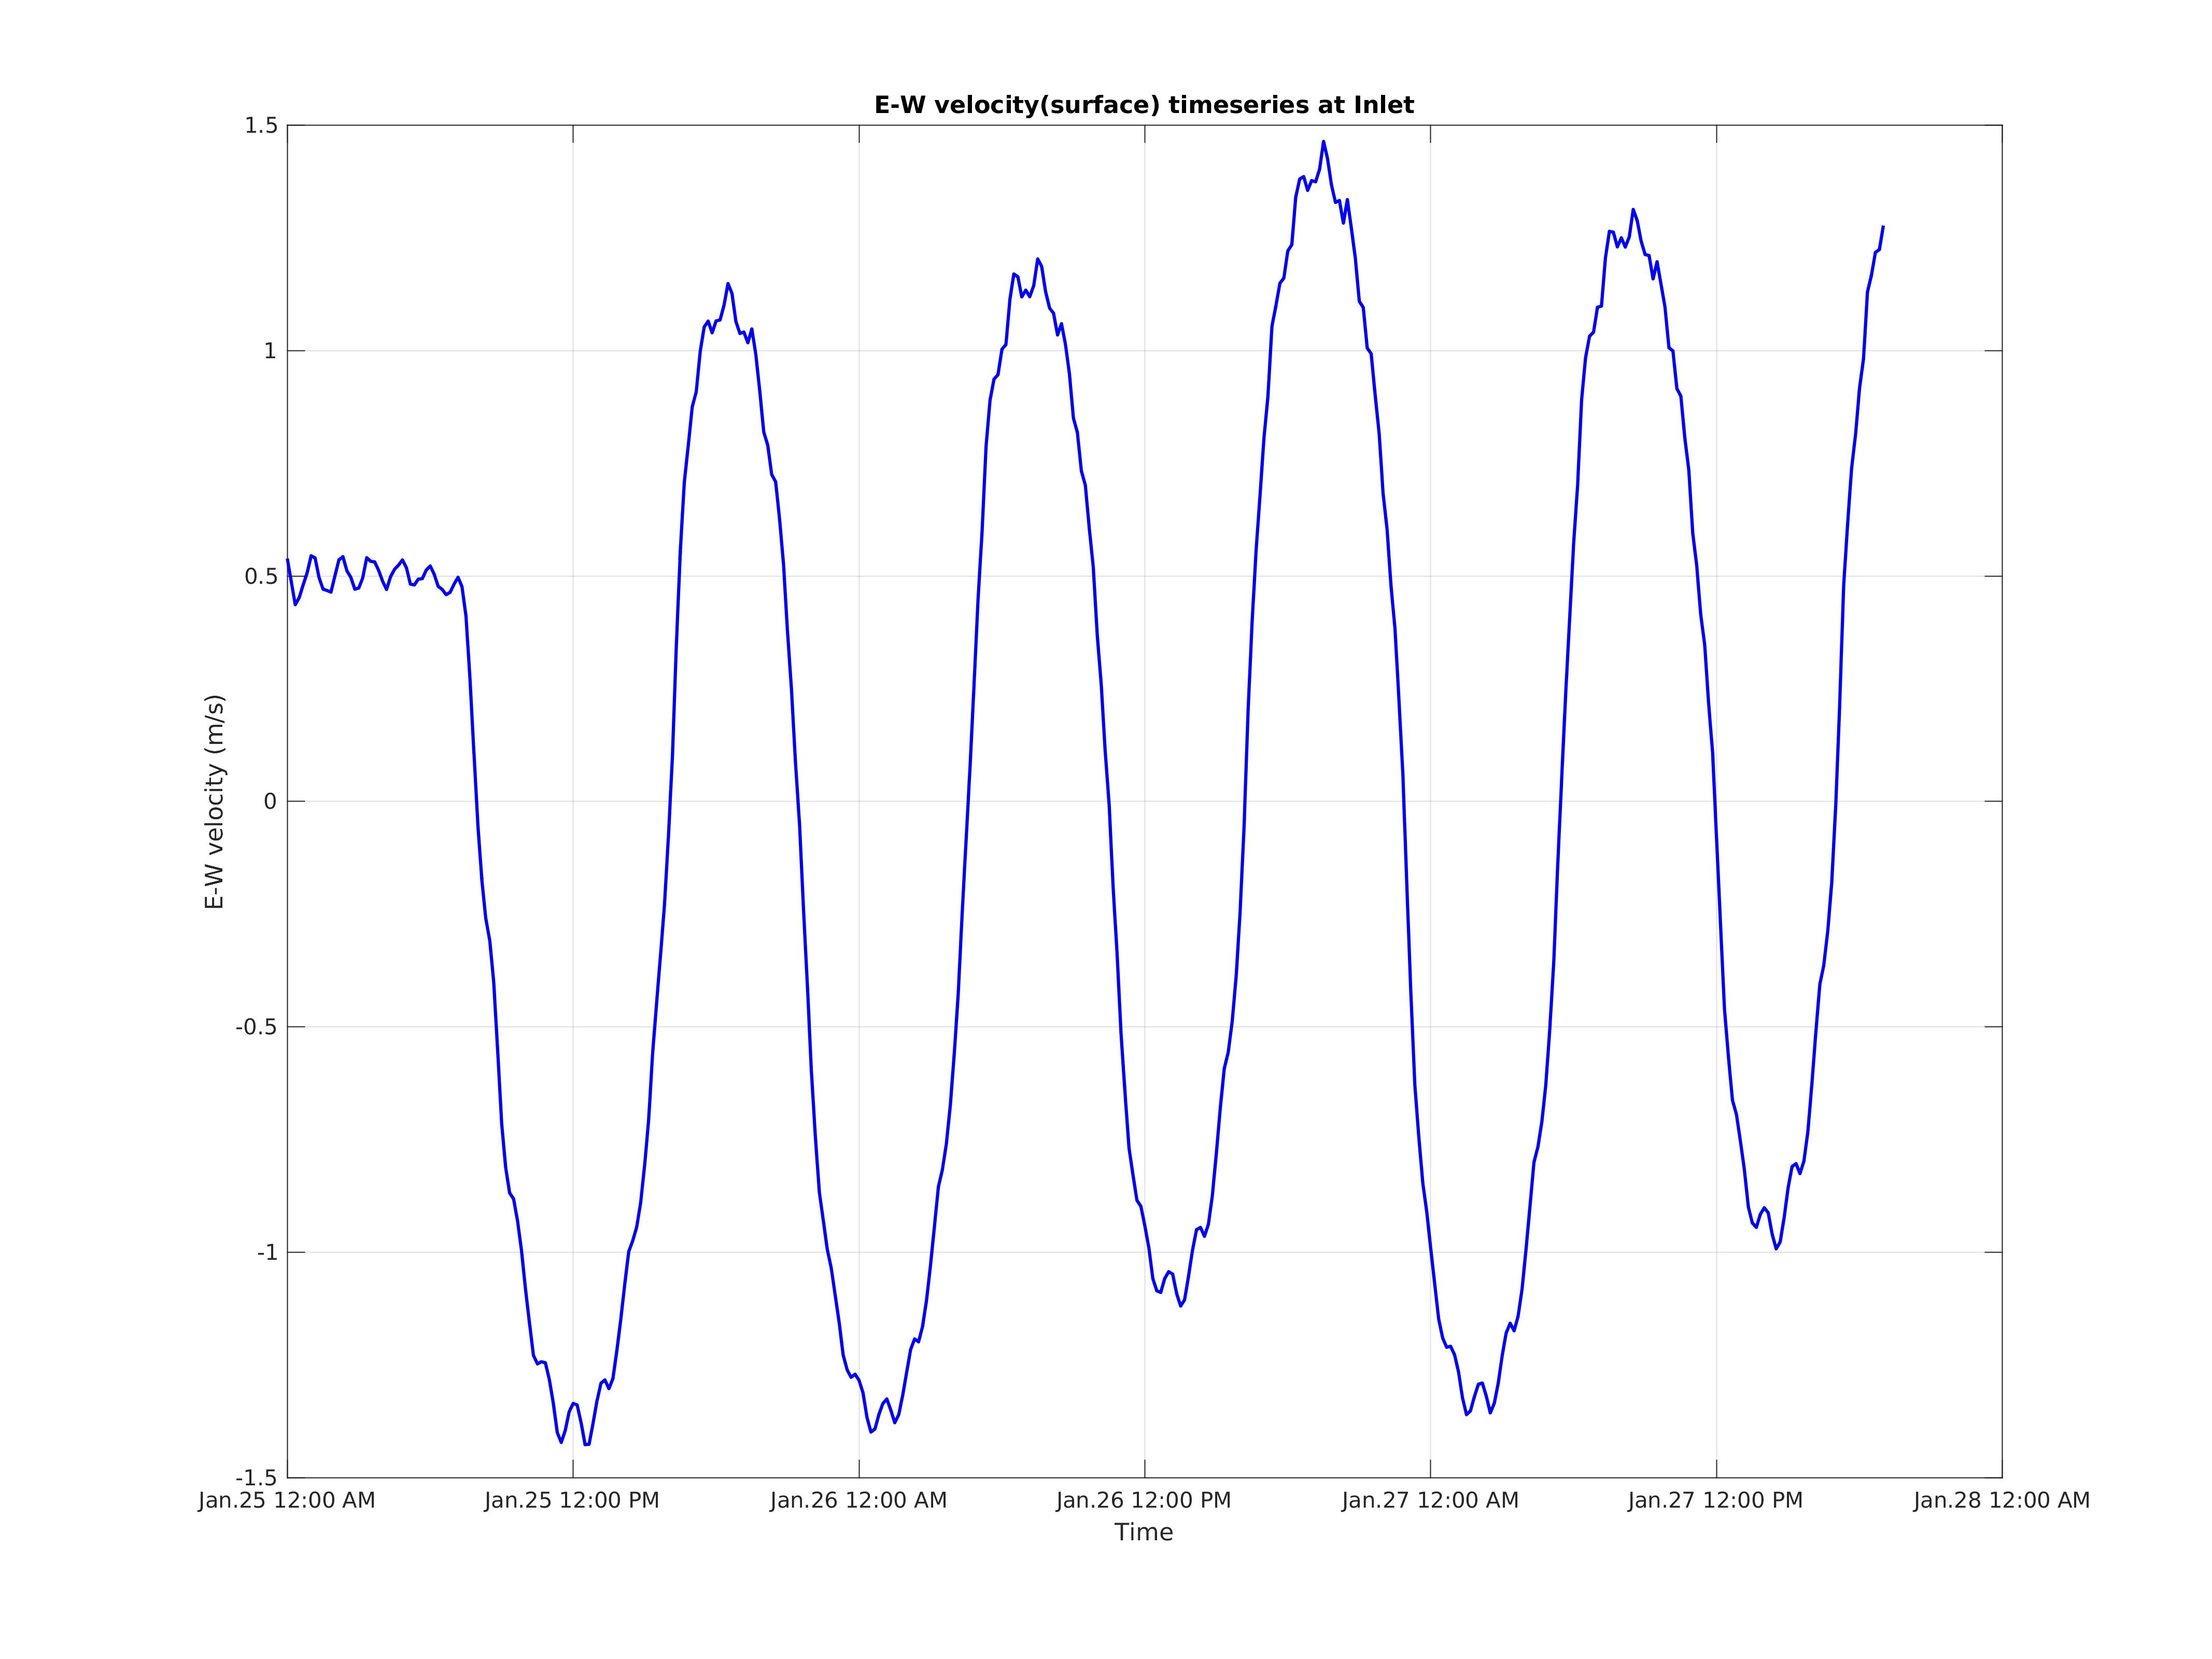 E-W velocity(surface) timeseries at Inlet
1.5
1
0.5
0
-0.5
-1
-1.5
E-W velocity (m/s)
Jan.25 12:00 AM Jan.25 12:00 PM Jan.26 12:00 AM Jan.26 12:00 PM Jan.27 12:00 AM Jan.27 12:00 PM Jan.28 12:00 AM
Time